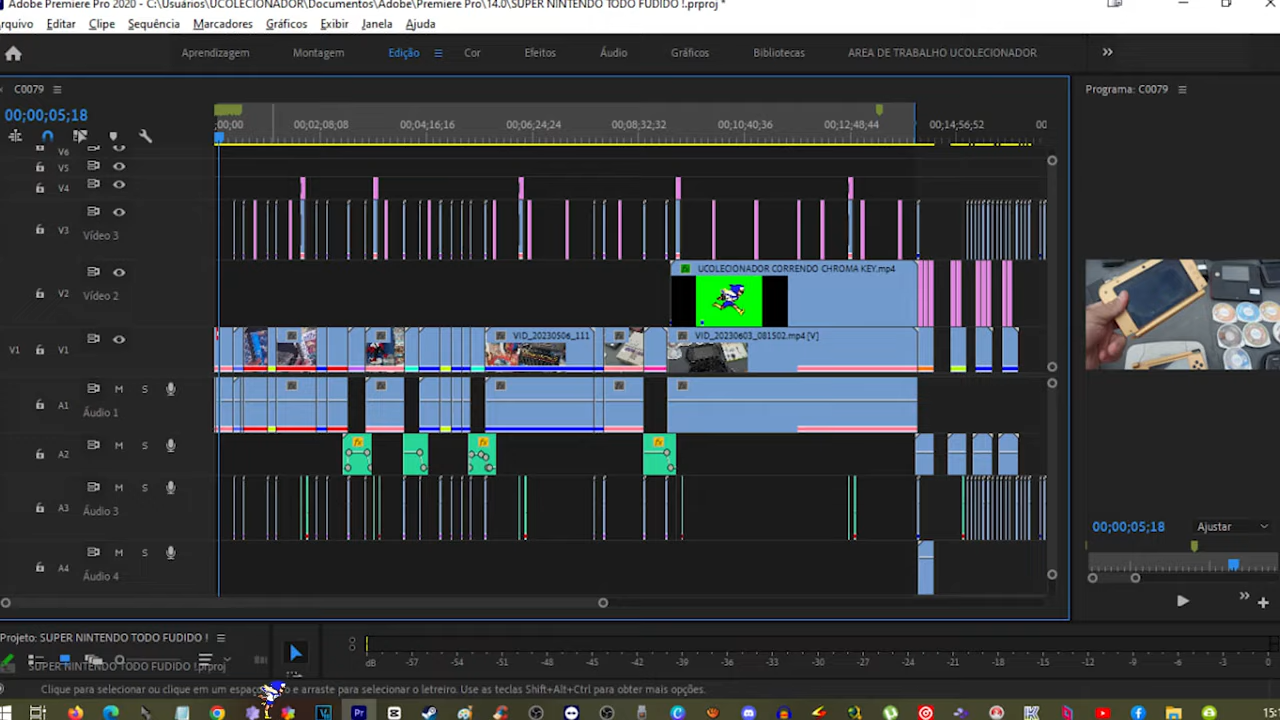 Adobe Premiere Pro 2020 - C:\Usuários\UCOLECIONADOR\Documentos\Adobe\Premiere Pro\14.0\SUPER NINTENDO TODO FUDIDO !.prproj *
rquivo Editar Clipe Sequência Marcadores Gráficos Exibir Janela Ajuda
Aprendizagem Montagem Edição Cor Efeitos Áudio Gráficos Bibliotecas AREA DE TRABALHO UCOLECIONADOR
C0079
Programa: C0079
00;00;05;18
;00;00 00;02;08;08 00;04;16;16 00;06;24;24 00;08;32;32 00;10;40;36 00;12;48;44 00;14;56;52 00
V6
V5
V4
V3 Vídeo 3
UCOLECIONADOR CORRENDO CHROMA KEY.mp4
V2 Vídeo 2
V1 V1 VID_20230506_111 VID_20230603_081502.mp4 [V]
A1 M S Áudio 1
A2 M S
fx fx fx
A3 M S Áudio 3
A4 M S Áudio 4
00;00;05;18 Ajustar
Projeto: SUPER NINTENDO TODO FUDIDO !
SUPER NINTENDO TODO FUDIDO !.prproj
dB -57 -54 -51 -48 -45 -42 -39 -36 -33 -30 -27 -24 -21 -18 -15 -12 -9 -6 -3 0
Clique para selecionar ou clique em um espaç o e arraste para selecionar o letreiro. Use as teclas Shift+Alt+Ctrl para obter mais opções.
Pr
15: